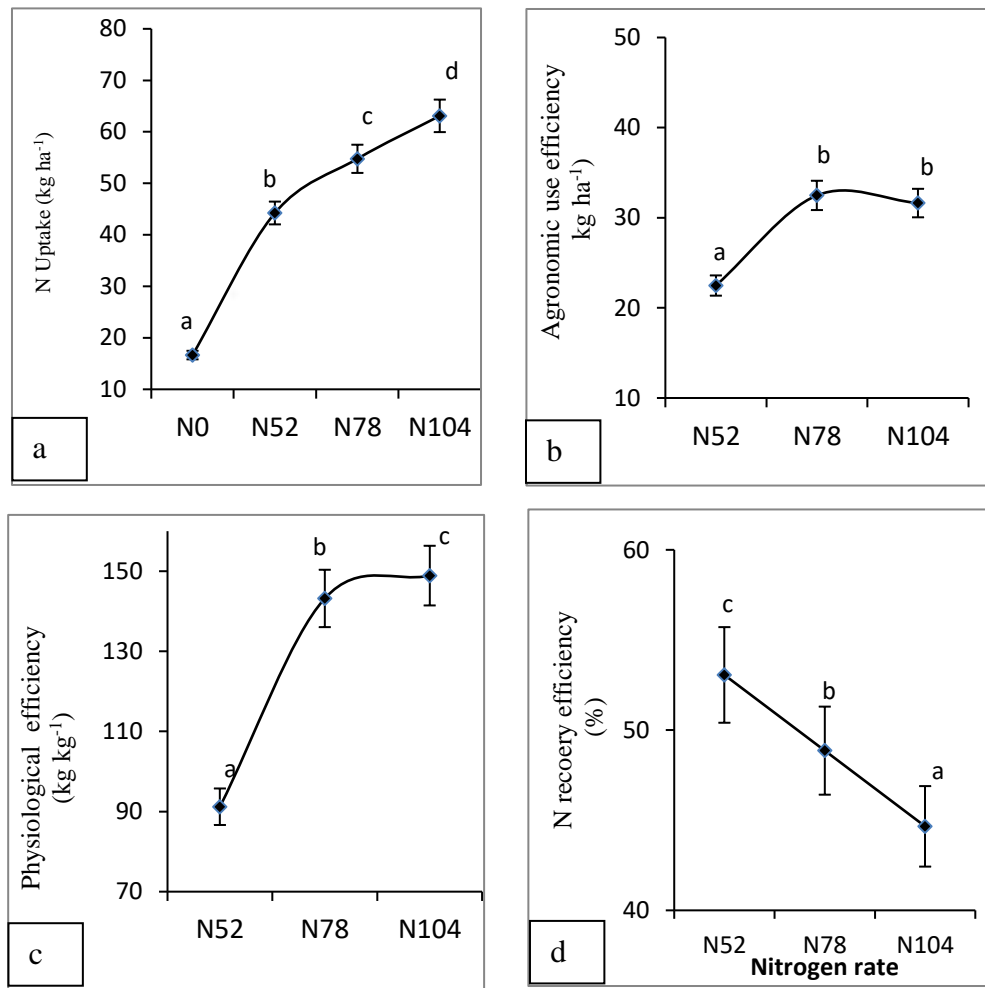 80
70
60
50
40
30
20
10
N Uptake (kg ha⁻¹)
a
b
c
d
N0 N52 N78 N104
a
50
40
30
20
10
Agronomic use efficiency
kg ha⁻¹)
a
b
b
N52 N78 N104
b
150
130
110
90
70
Physiological efficiency
(kg kg⁻¹)
a
b
c
N52 N78 N104
c
60
50
40
N recoery efficiency
(%)
c
b
a
N52 N78 N104
Nitrogen rate
d